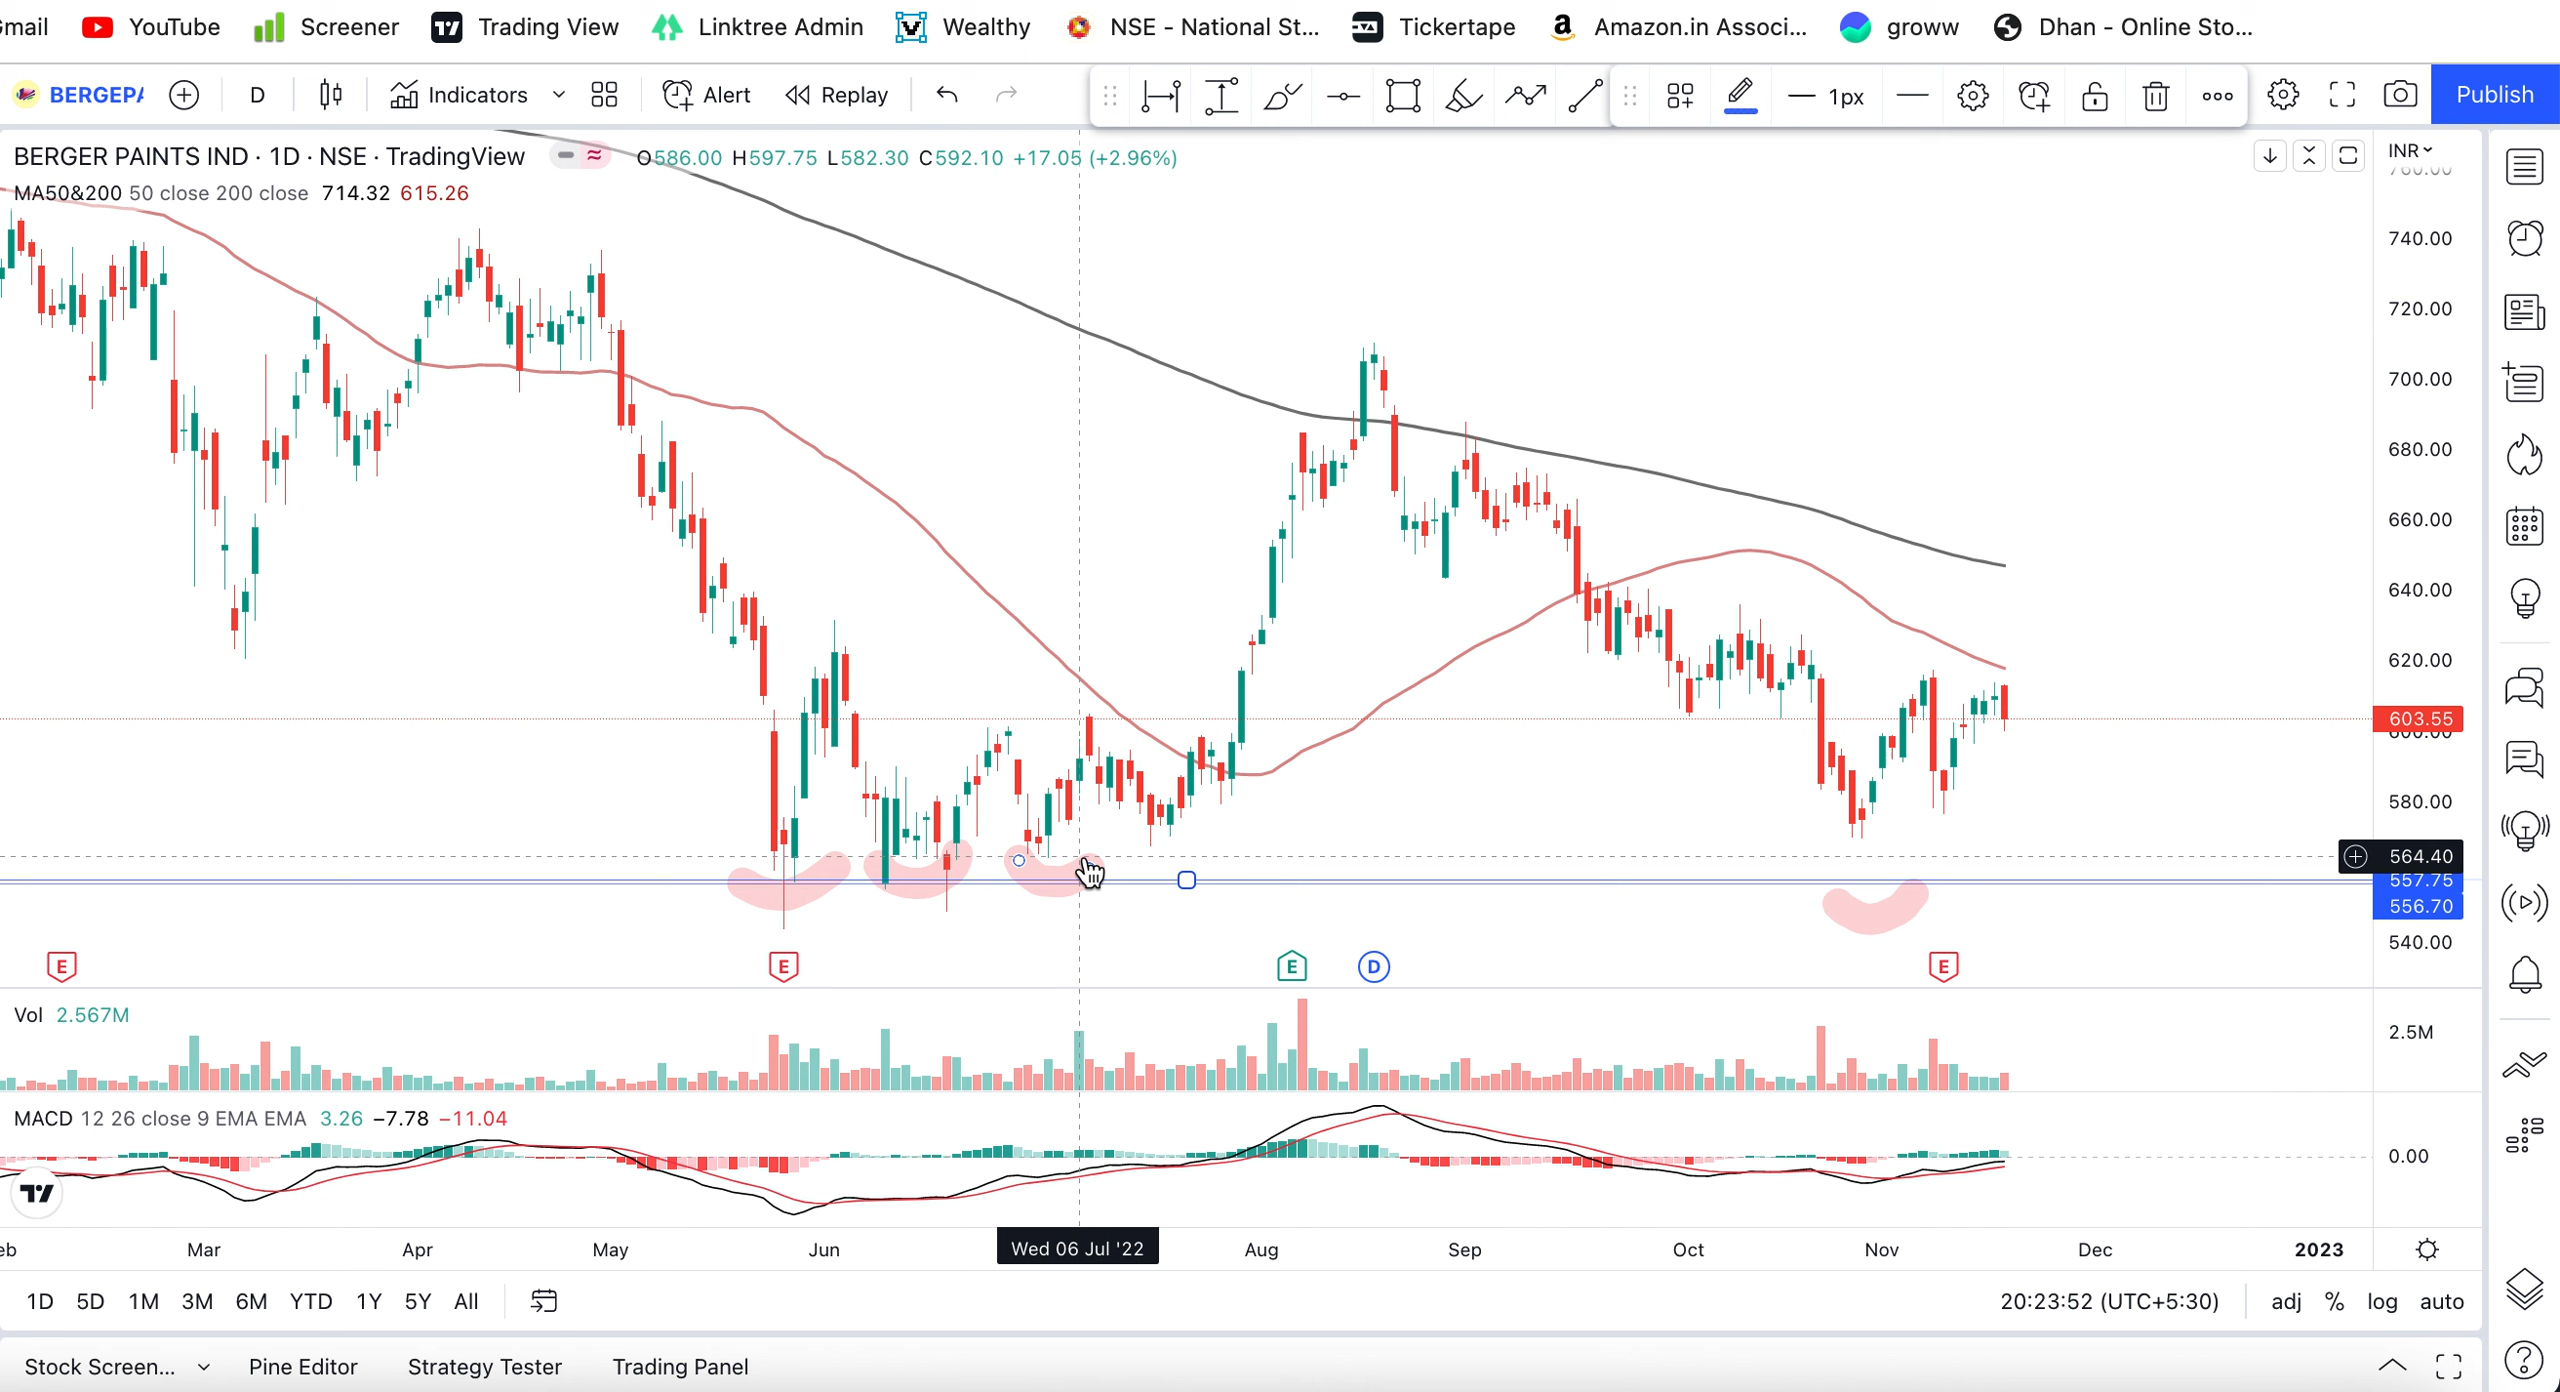 Gmail YouTube Screener Trading View Linktree Admin Wealthy NSE - National St... Tickertape Amazon.in Associ... groww Dhan - Online Sto...
BERGEPA D Indicators Alert Replay 1px Publish
BERGER PAINTS IND · 1D · NSE · TradingView O586.00 H597.75 L582.30 C592.10 +17.05 (+2.96%) INR
MA50&200 50 close 200 close 714.32 615.26
760.00
740.00
720.00
700.00
680.00
660.00
640.00
620.00
603.55
600.00
580.00
564.40
557.75
556.70
540.00
E E E D E
Vol 2.567M
2.5M
MACD 12 26 close 9 EMA EMA 3.26 −7.78 −11.04
0.00
eb Mar Apr May Jun Wed 06 Jul '22 Aug Sep Oct Nov Dec 2023
1D 5D 1M 3M 6M YTD 1Y 5Y All 20:23:52 (UTC+5:30) adj % log auto
Stock Screen... Pine Editor Strategy Tester Trading Panel